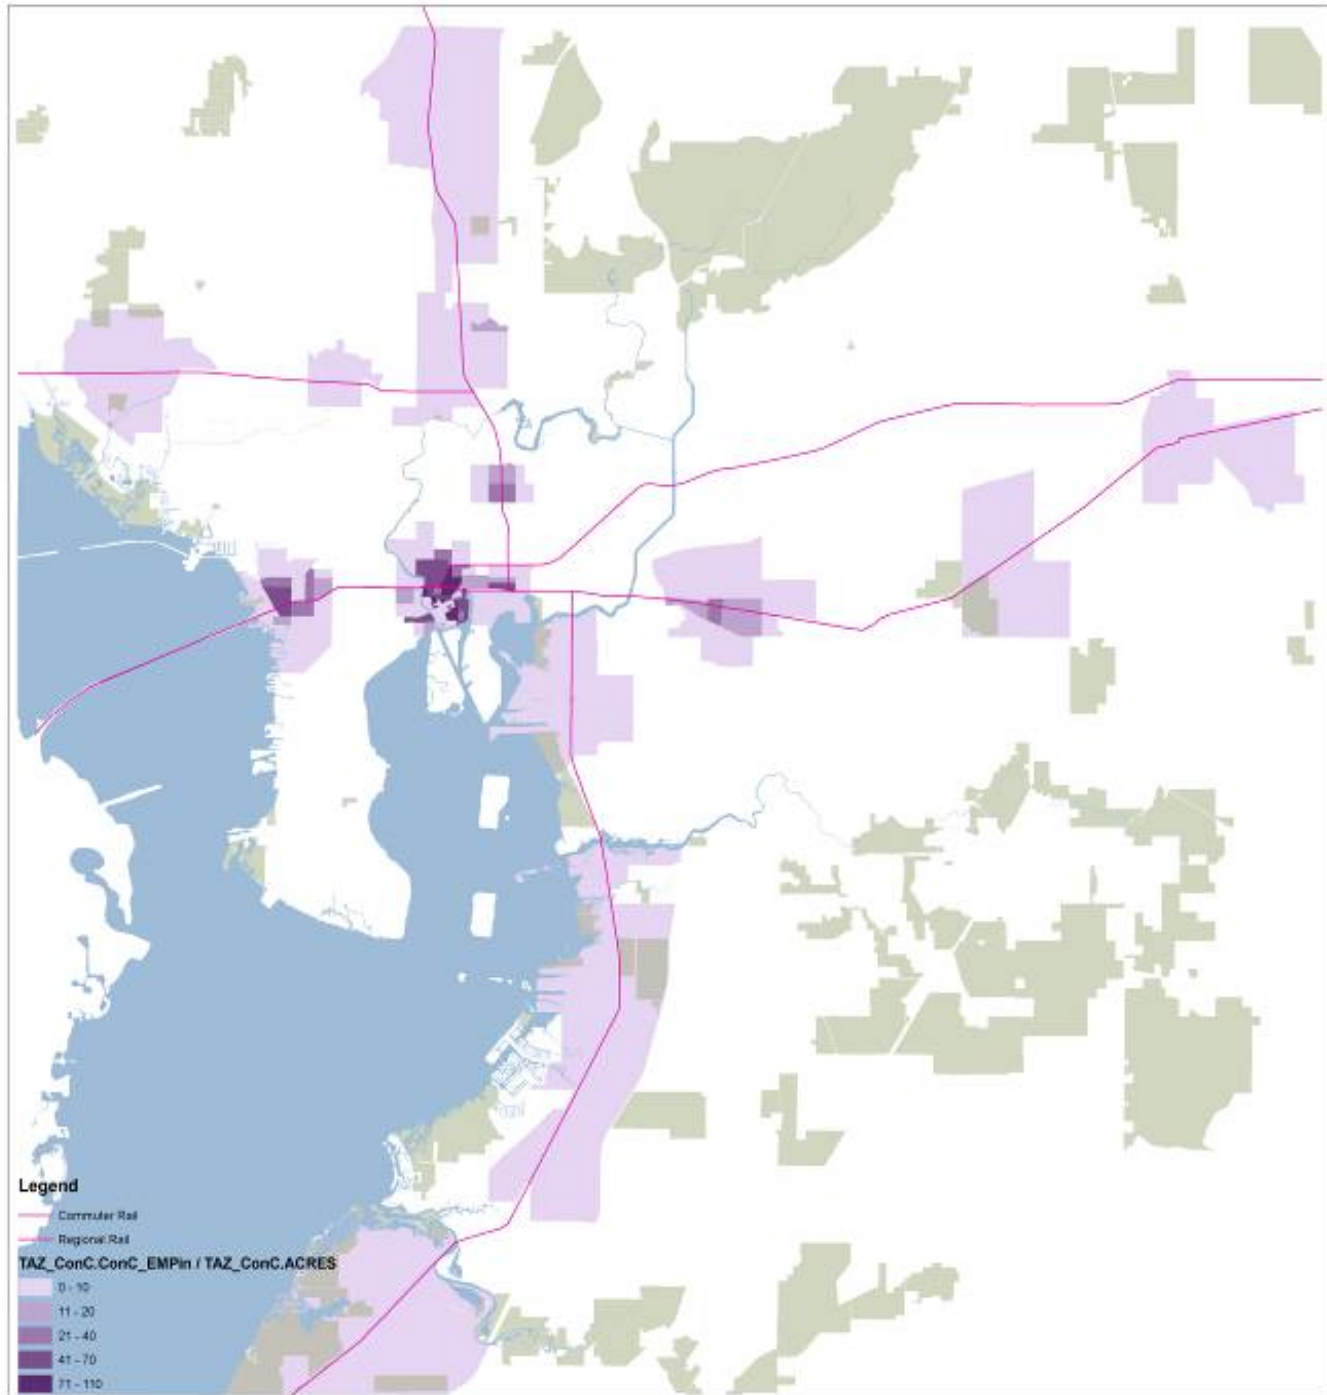 Legend
Commuter Rail
Regional Rail
TAZ_ConC.ConC_EMPin / TAZ_ConC.ACRES
0 - 10
11 - 20
21 - 40
41 - 70
71 - 110